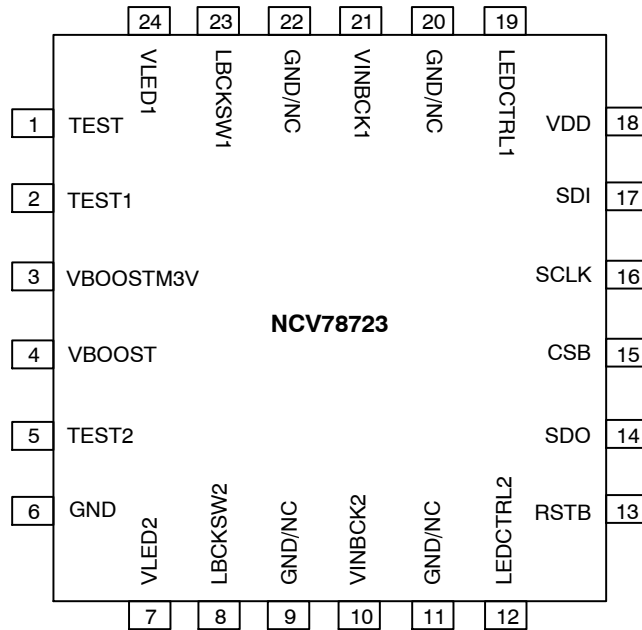 24 23 22 21 20 19
VLED1
LBCKSW1
GND/NC
VINBCK1
GND/NC
LEDCTRL1
1 TEST
2 TEST1
3 VBOOSTM3V
4 VBOOST
5 TEST2
6 GND
NCV78723
VDD 18
SDI 17
SCLK 16
CSB 15
SDO 14
RSTB 13
VLED2
LBCKSW2
GND/NC
VINBCK2
GND/NC
LEDCTRL2
7 8 9 10 11 12